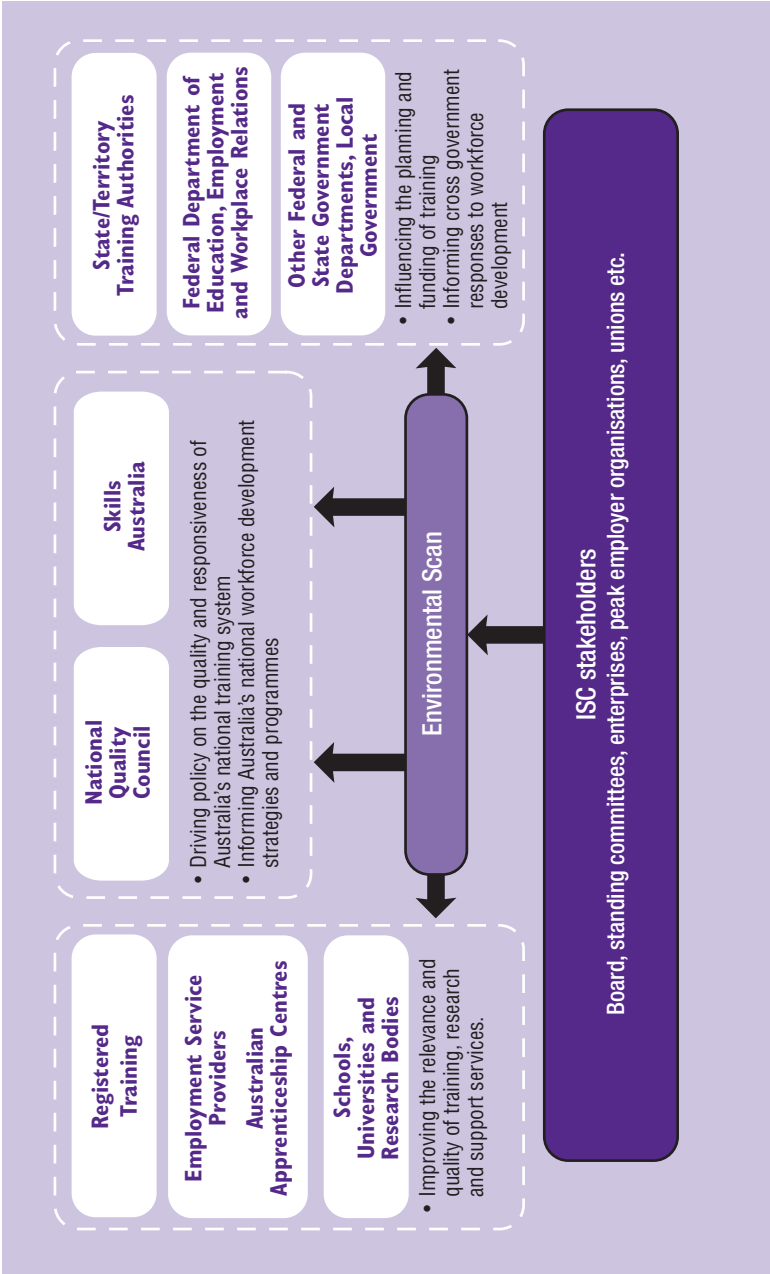 Registered
Training
Employment Service
Providers
Australian
Apprenticeship Centres
Schools,
Universities and
Research Bodies
• Improving the relevance and
quality of training, research
and support services.
National
Quality
Council
Skills
Australia
• Driving policy on the quality and responsiveness of
Australia's national training system
• Informing Australia's national workforce development
strategies and programmes
State/Territory
Training Authorities
Federal Department of
Education, Employment
and Workplace Relations
Other Federal and
State Government
Departments, Local
Government
• Influencing the planning and
funding of training
• Informing cross government
responses to workforce
development
Environmental Scan
ISC stakeholders
Board, standing committees, enterprises, peak employer organisations, unions etc.